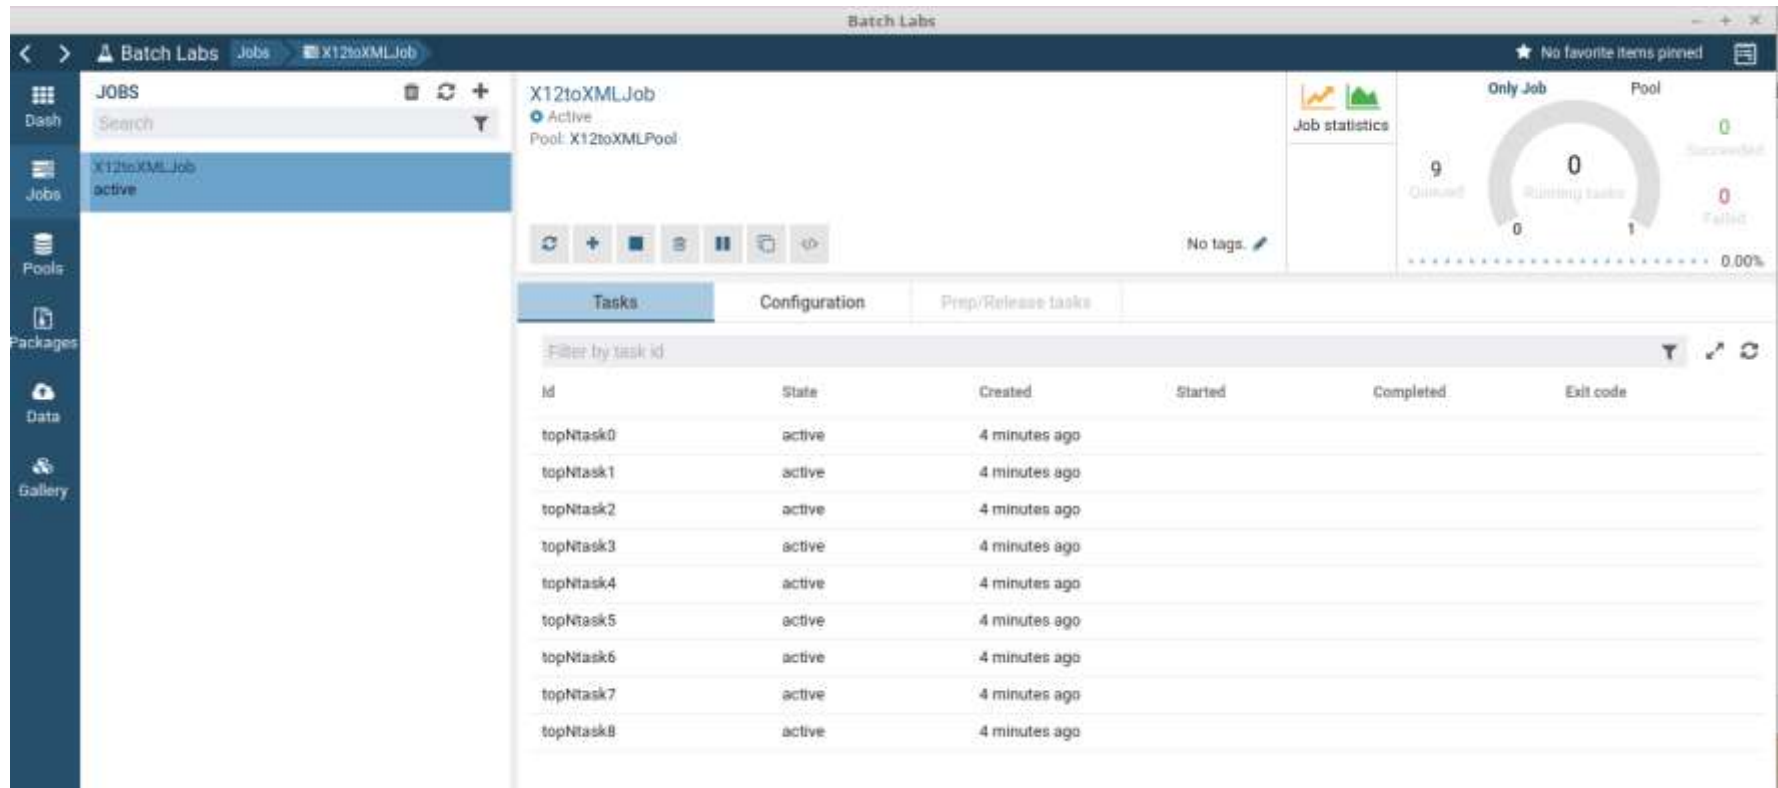 Batch Labs
Batch Labs Jobs X12toXMLJob
No favorite items pinned
Dash
Jobs
Pools
Packages
Data
Gallery
JOBS
Search
X12toXMLJob
active
X12toXMLJob
Active
Pool: X12toXMLPool
No tags.
Job statistics
Only Job Pool
9
Queued
0
Running tasks
0 1
0
Succeeded
0
Failed
0.00%
Tasks Configuration Prep/Release tasks
Filter by task id
Id State Created Started Completed Exit code
topNtask0 active 4 minutes ago
topNtask1 active 4 minutes ago
topNtask2 active 4 minutes ago
topNtask3 active 4 minutes ago
topNtask4 active 4 minutes ago
topNtask5 active 4 minutes ago
topNtask6 active 4 minutes ago
topNtask7 active 4 minutes ago
topNtask8 active 4 minutes ago